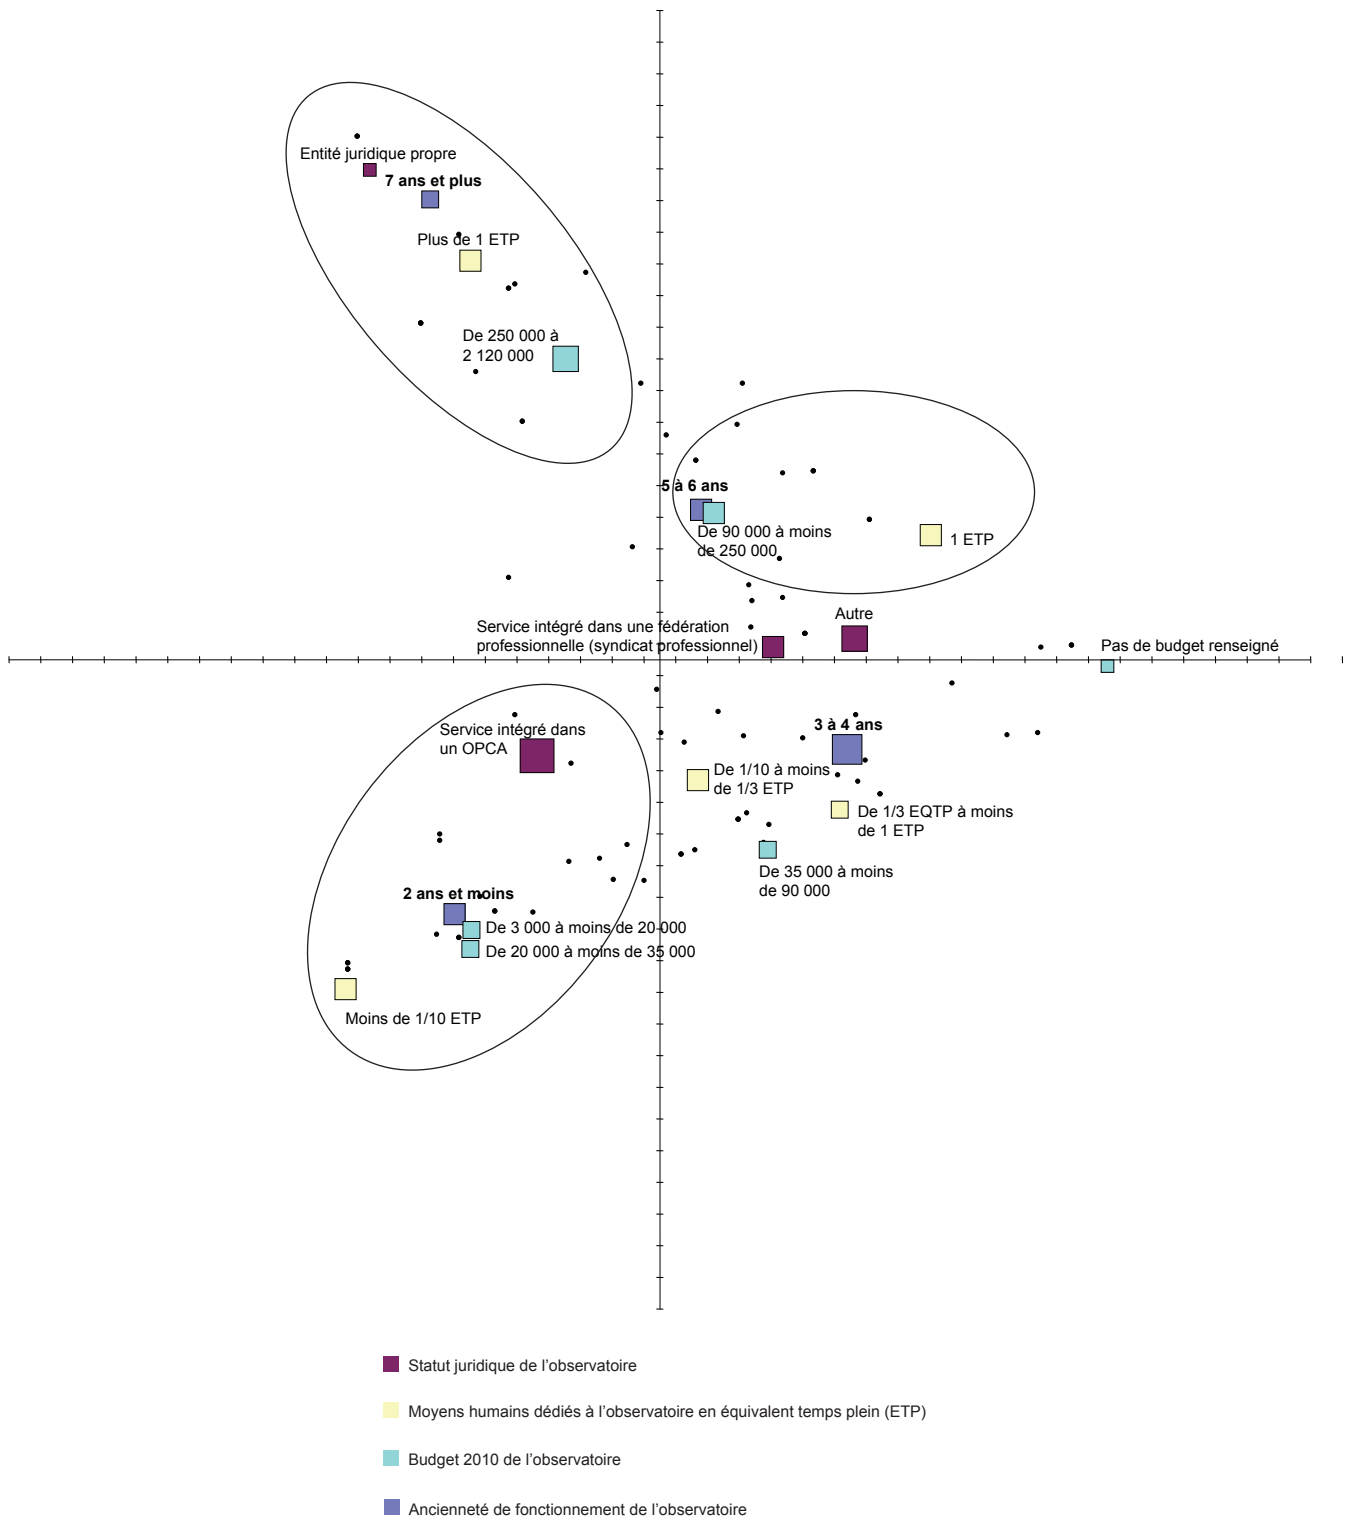 Entité juridique propre
7 ans et plus
Plus de 1 ETP
De 250 000 à
2 120 000
5 à 6 ans
De 90 000 à moins
de 250 000
1 ETP
Autre
Service intégré dans une fédération
professionnelle (syndicat professionnel)
Pas de budget renseigné
Service intégré dans
un OPCA
3 à 4 ans
De 1/10 à moins
de 1/3 ETP
De 1/3 EQTP à moins
de 1 ETP
De 35 000 à moins
de 90 000
2 ans et moins
De 3 000 à moins de 20 000
De 20 000 à moins de 35 000
Moins de 1/10 ETP
Statut juridique de l’observatoire
Moyens humains dédiés à l’observatoire en équivalent temps plein (ETP)
Budget 2010 de l’observatoire
Ancienneté de fonctionnement de l’observatoire